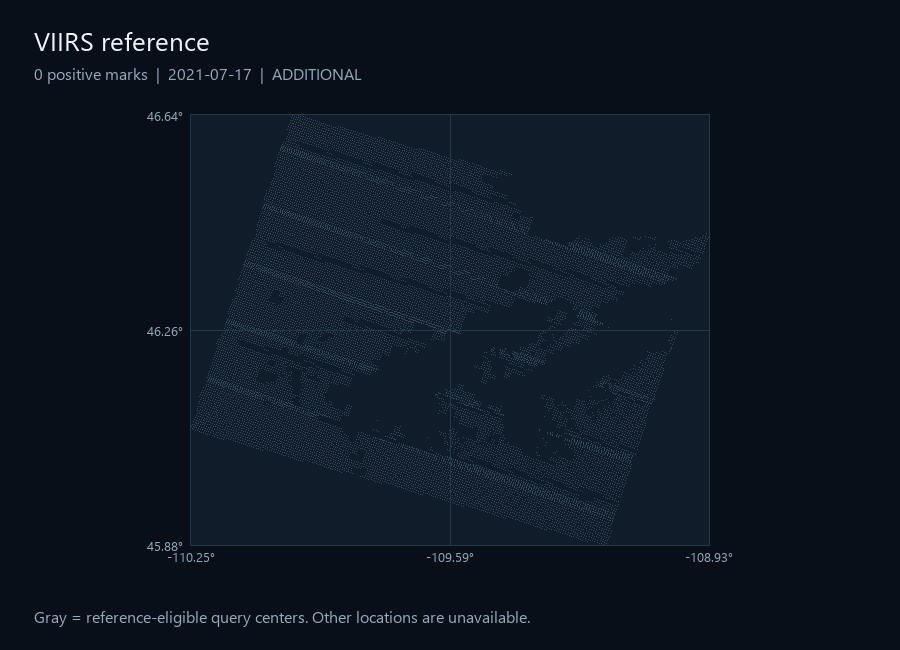 VIIRS reference
0 positive marks | 2021-07-17 | ADDITIONAL
46.64°
46.26°
45.88°
-110.25°
-109.59°
-108.93°
Gray = reference-eligible query centers. Other locations are unavailable.